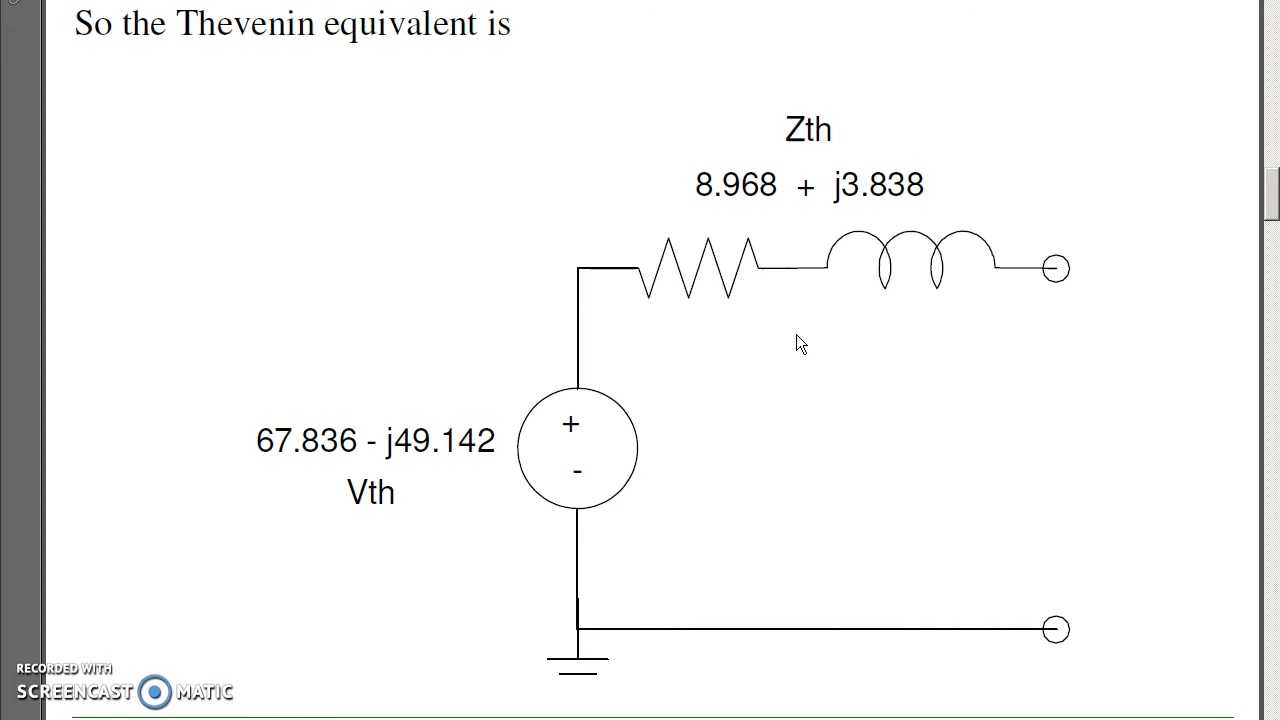 So the Thevenin equivalent is
Zth
8.968 + j3.838
+
67.836 - j49.142
-
Vth
RECORDED WITH
SCREENCAST MATIC